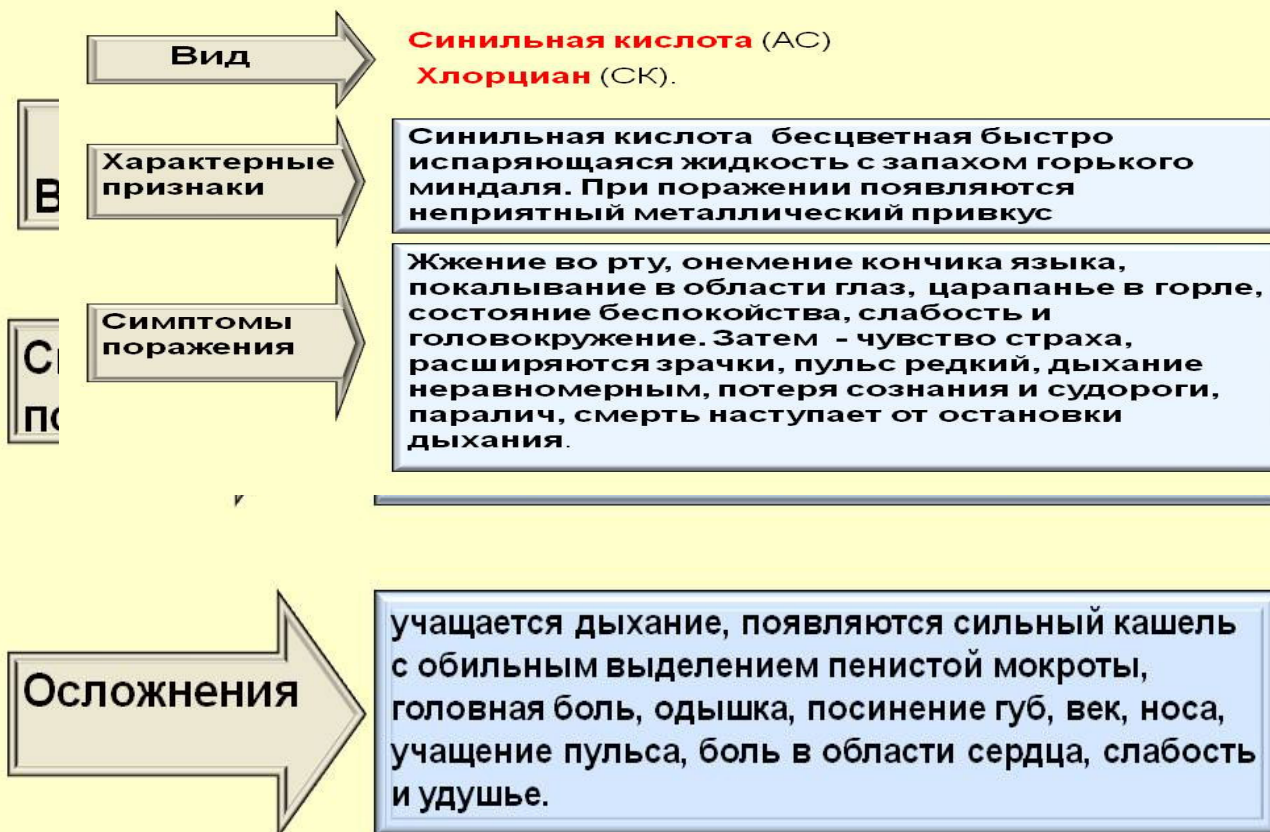 Вид
Синильная кислота (АС)
Хлорциан (СК).
Характерные
признаки
Синильная кислота бесцветная быстро
испаряющаяся жидкость с запахом горького
миндаля. При поражении появляются
неприятный металлический привкус
В
Симптомы
поражения
Жжение во рту, онемение кончика языка,
покалывание в области глаз, царапанье в горле,
состояние беспокойства, слабость и
головокружение. Затем - чувство страха,
расширяются зрачки, пульс редкий, дыхание
неравномерным, потеря сознания и судороги,
паралич, смерть наступает от остановки
дыхания.
Осложнения
учащается дыхание, появляются сильный кашель
с обильным выделением пенистой мокроты,
головная боль, одышка, посинение губ, век, носа,
учащение пульса, боль в области сердца, слабость
и удушье.